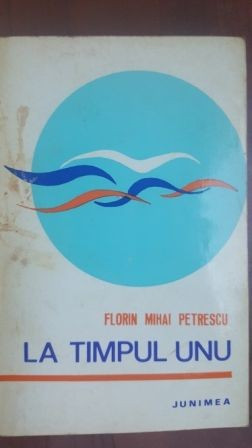 FLORIN MIHAI PETRESCU
LA TIMPUL UNU
JUNIMEA